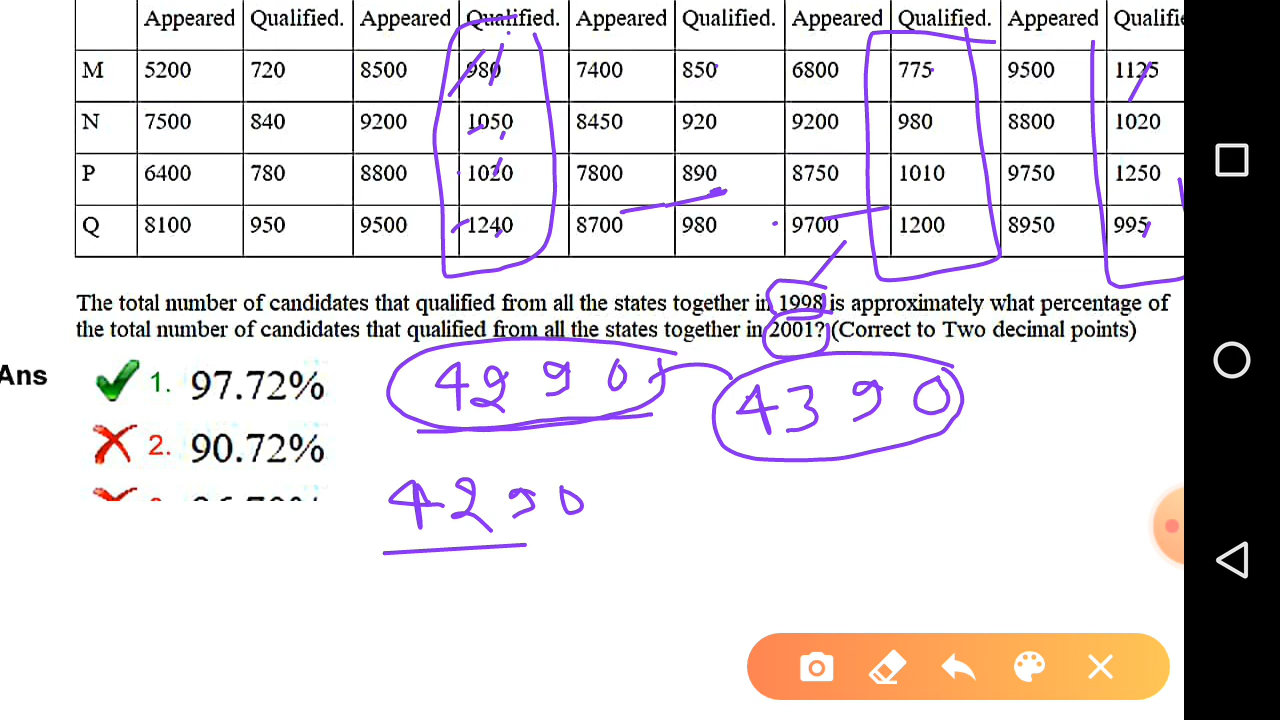 Appeared Qualified. Appeared Qualified. Appeared Qualified. Appeared Qualified. Appeared
M 5200 720 8500 980 7400 850 6800 775 9500 1125
N 7500 840 9200 1050 8450 920 9200 980 8800 1020
P 6400 780 8800 1020 7800 890 8750 1010 9750 1250
Q 8100 950 9500 1240 8700 980 9700 1200 8950 995
The total number of candidates that qualified from all the states together in 1998 is approximately what percentage of
the total number of candidates that qualified from all the states together in 2001? (Correct to Two decimal points)
Ans 1. 97.72%
4290 4390
2. 90.72%
4290